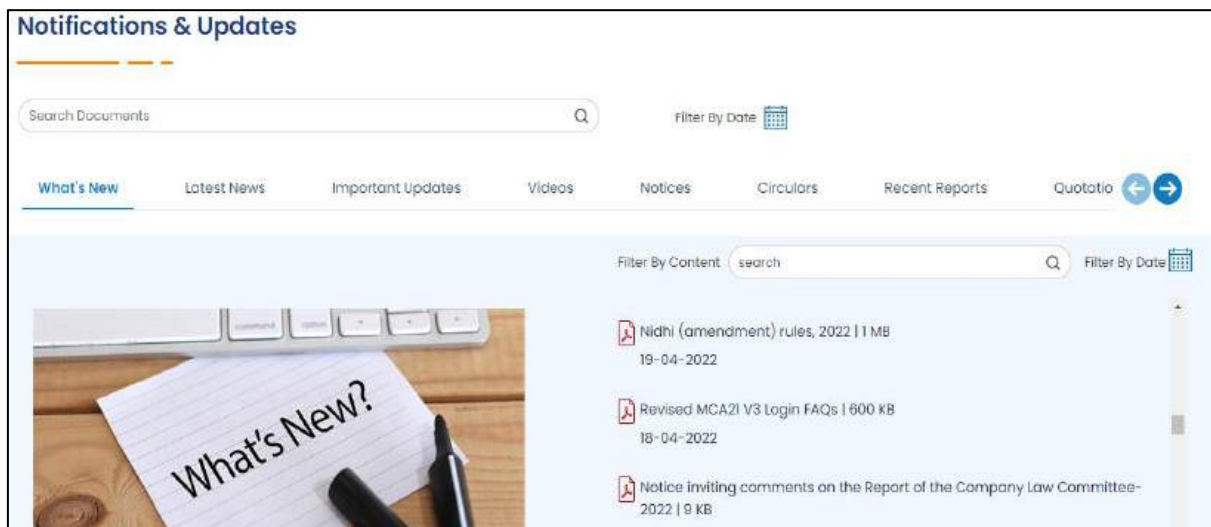 Notifications & Updates
Search Documents
Filter By Date
What's New Latest News Important Updates Videos Notices Circulars Recent Reports Quotatio
Filter By Content search Filter By Date
command option
What's New?
Nidhi (amendment) rules, 2022 | 1 MB
19-04-2022
Revised MCA21 V3 Login FAQs | 600 KB
18-04-2022
Notice inviting comments on the Report of the Company Law Committee-
2022 | 9 KB